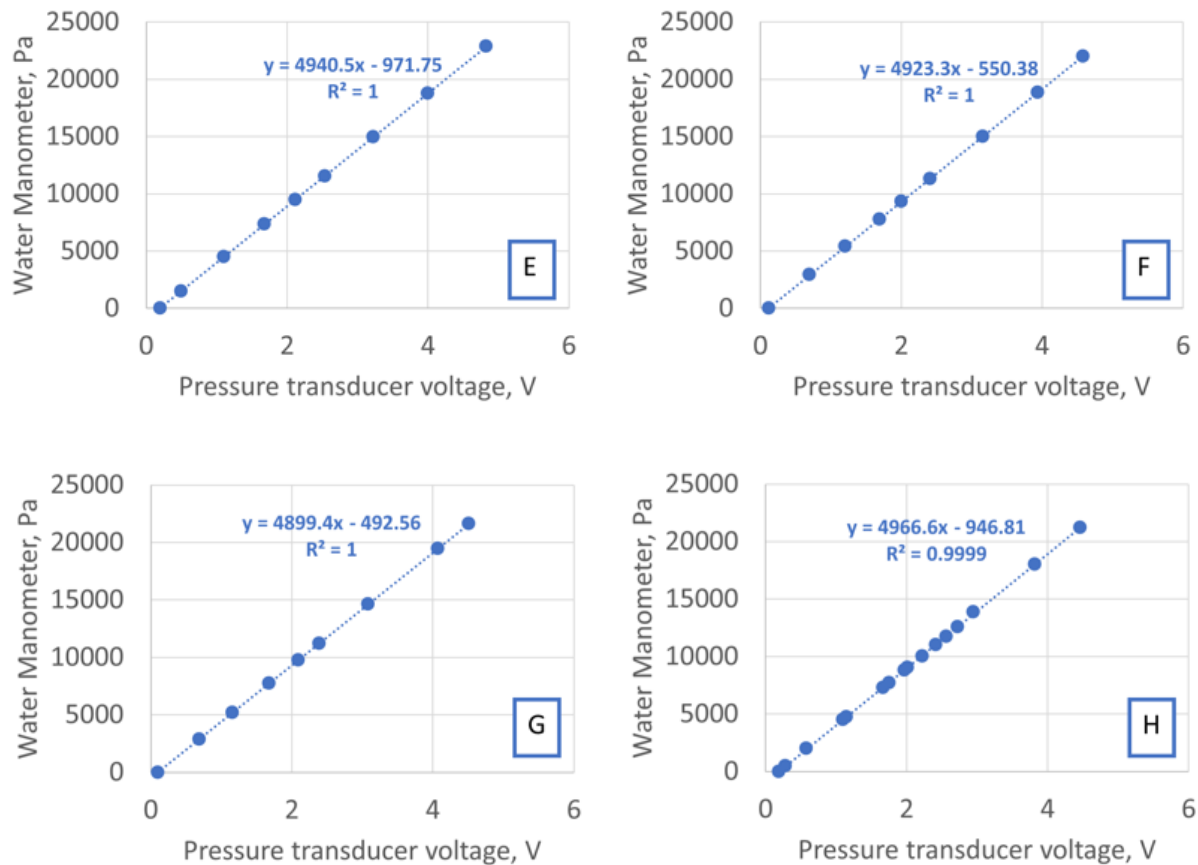 Water Manometer, Pa
25000
20000
15000
10000
5000
0
y = 4940.5x - 971.75
R² = 1
E
0 2 4 6
Pressure transducer voltage, V
Water Manometer, Pa
25000
20000
15000
10000
5000
0
y = 4923.3x - 550.38
R² = 1
F
0 2 4 6
Pressure transducer voltage, V
Water Manometer, Pa
25000
20000
15000
10000
5000
0
y = 4899.4x - 492.56
R² = 1
G
0 2 4 6
Pressure transducer voltage, V
Water Manometer, Pa
25000
20000
15000
10000
5000
0
y = 4966.6x - 946.81
R² = 0.9999
H
0 2 4 6
Pressure transducer voltage, V